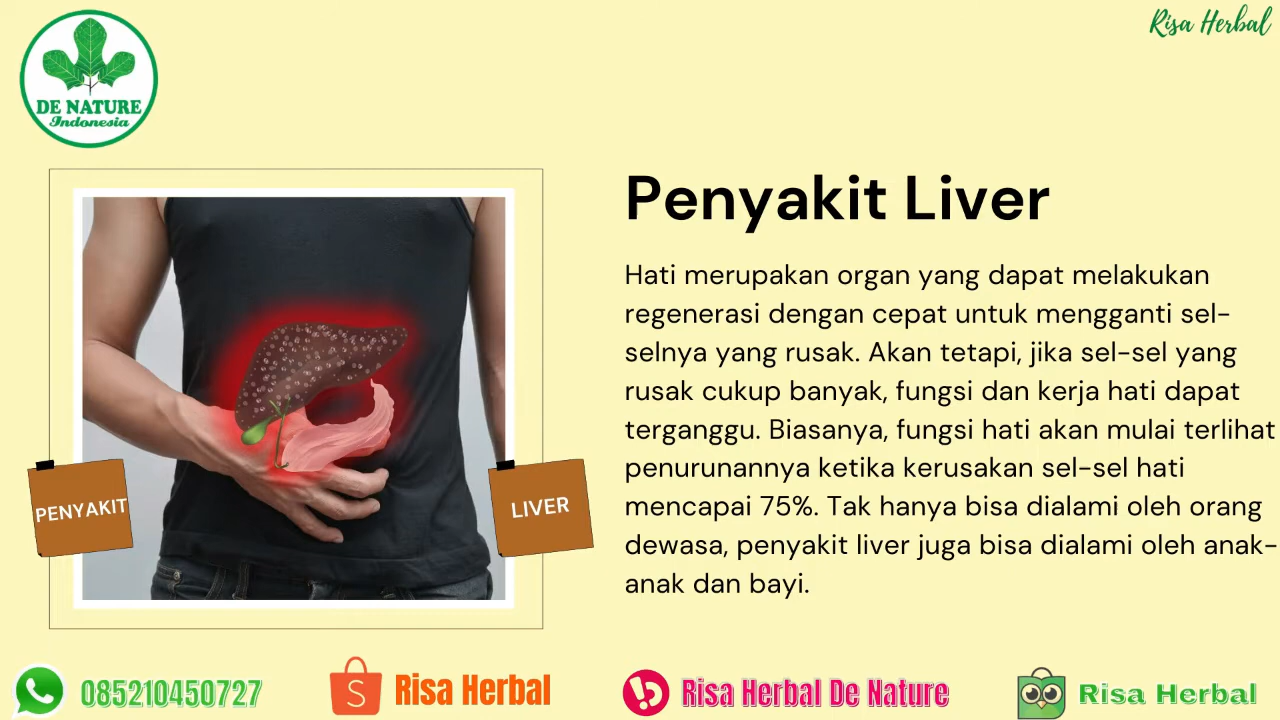 Risa Herbal
DE NATURE
Indonesia
Penyakit Liver
Hati merupakan organ yang dapat melakukan
regenerasi dengan cepat untuk mengganti sel-
selnya yang rusak. Akan tetapi, jika sel-sel yang
rusak cukup banyak, fungsi dan kerja hati dapat
terganggu. Biasanya, fungsi hati akan mulai terlihat
penurunannya ketika kerusakan sel-sel hati
mencapai 75%. Tak hanya bisa dialami oleh orang
dewasa, penyakit liver juga bisa dialami oleh anak-
anak dan bayi.
PENYAKIT
LIVER
085210450727
Risa Herbal
Risa Herbal De Nature
Risa Herbal